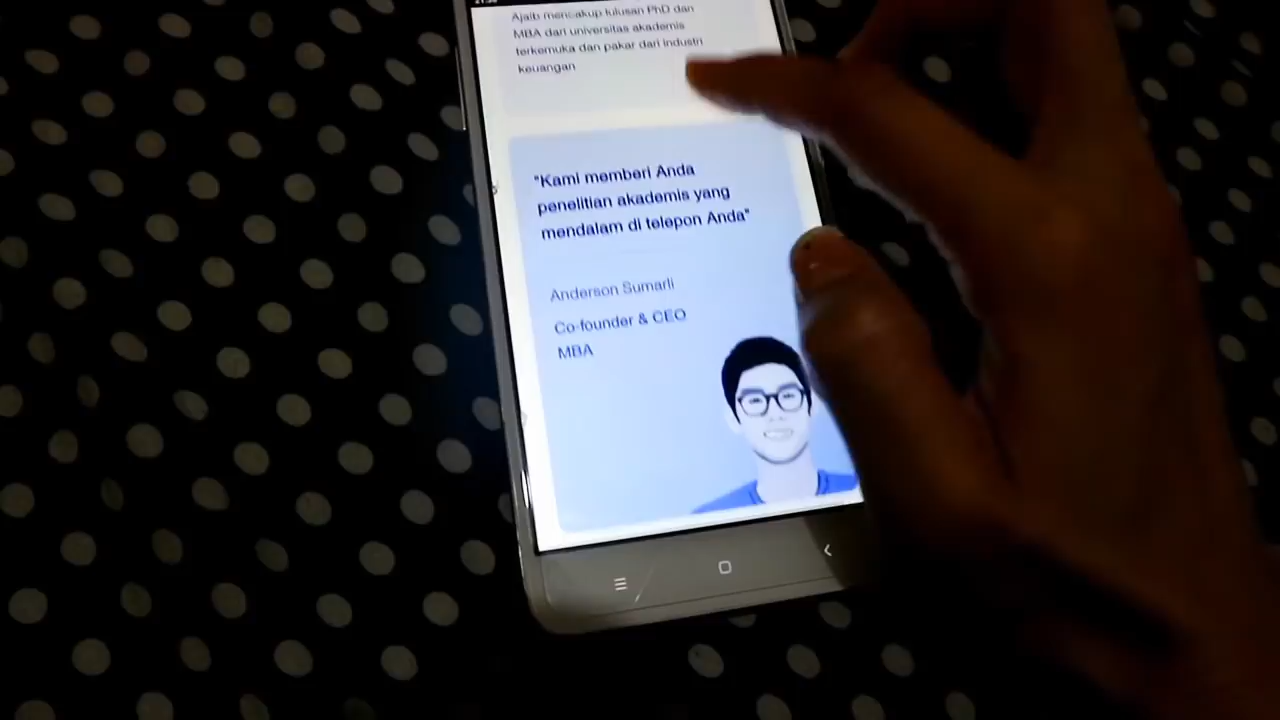 Ajaib mencakup lulusan PhD dan
MBA dari universitas akademis
terkemuka dan pakar dari industri
keuangan
"Kami memberi Anda
penelitian akademis yang
mendalam di telepon Anda"
Anderson Sumarli
Co-founder & CEO
MBA